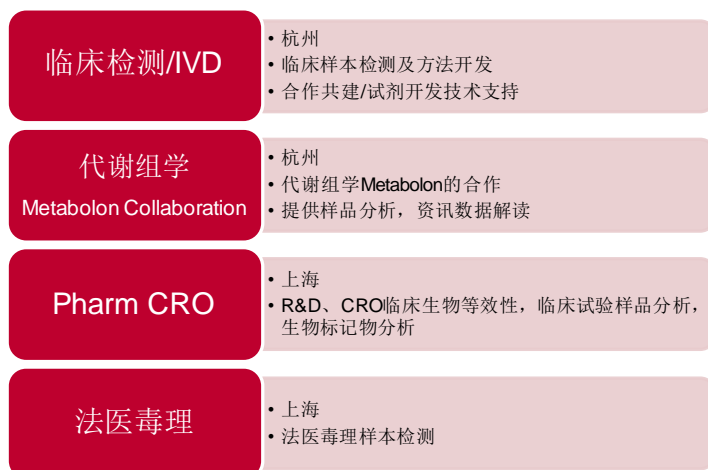 临床检测/IVD
• 杭州
• 临床样本检测及方法开发
• 合作共建/试剂开发技术支持
代谢组学
Metabolon Collaboration
• 杭州
• 代谢组学Metabolon的合作
• 提供样品分析，资讯数据解读
Pharm CRO
• 上海
• R&D、CRO临床生物等效性，临床试验样品分析，
生物标记物分析
法医毒理
• 上海
• 法医毒理样本检测